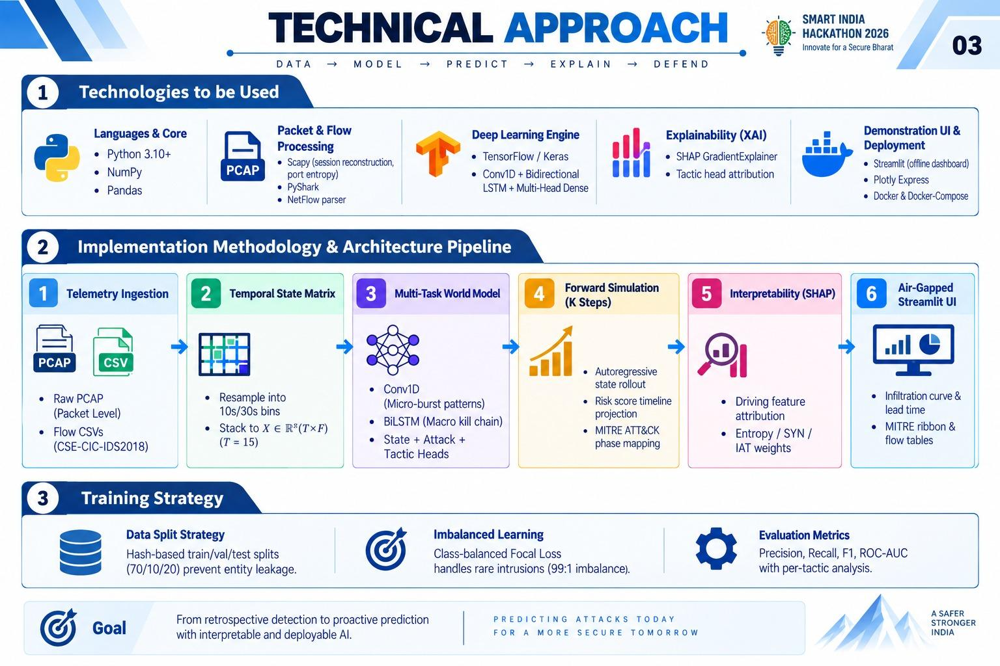 TECHNICAL APPROACH
DATA → MODEL → PREDICT → EXPLAIN → DEFEND
SMART INDIA
HACKATHON 2026
Innovate for a Secure Bharat
03
1 Technologies to be Used
Languages & Core
• Python 3.10+
• NumPy
• Pandas
PCAP
Packet & Flow
Processing
• Scapy (session reconstruction,
port entropy)
• PyShark
• NetFlow parser
Deep Learning Engine
• TensorFlow / Keras
• Conv1D + Bidirectional
LSTM + Multi-Head Dense
Explainability (XAI)
• SHAP GradientExplainer
• Tactic head attribution
Demonstration UI &
Deployment
• Streamlit (offline dashboard)
• Plotly Express
• Docker & Docker-Compose
2 Implementation Methodology & Architecture Pipeline
1 Telemetry Ingestion
PCAP
CSV
• Raw PCAP
(Packet Level)
• Flow CSVs
(CSE-CIC-IDS2018)
2 Temporal State Matrix
• Resample into
10s/30s bins
• Stack to X ∈ ℝˢ(T×F)
(T = 15)
3 Multi-Task World Model
• Conv1D
(Micro-burst patterns)
• BiLSTM (Macro kill chain)
• State + Attack +
Tactic Heads
4 Forward Simulation
(K Steps)
• Autoregressive
state rollout
• Risk score timeline
projection
• MITRE ATT&CK
phase mapping
5 Interpretability (SHAP)
• Driving feature
attribution
• Entropy / SYN /
IAT weights
6 Air-Gapped
Streamlit UI
• Infiltration curve &
lead time
• MITRE ribbon &
flow tables
3 Training Strategy
Data Split Strategy
Hash-based train/val/test splits
(70/10/20) prevent entity leakage.
Imbalanced Learning
Class-balanced Focal Loss
handles rare intrusions (99:1 imbalance).
Evaluation Metrics
Precision, Recall, F1, ROC-AUC
with per-tactic analysis.
Goal
From retrospective detection to proactive prediction
with interpretable and deployable AI.
PREDICTING ATTACKS TODAY
FOR A MORE SECURE TOMORROW
A SAFER
STRONGER
INDIA